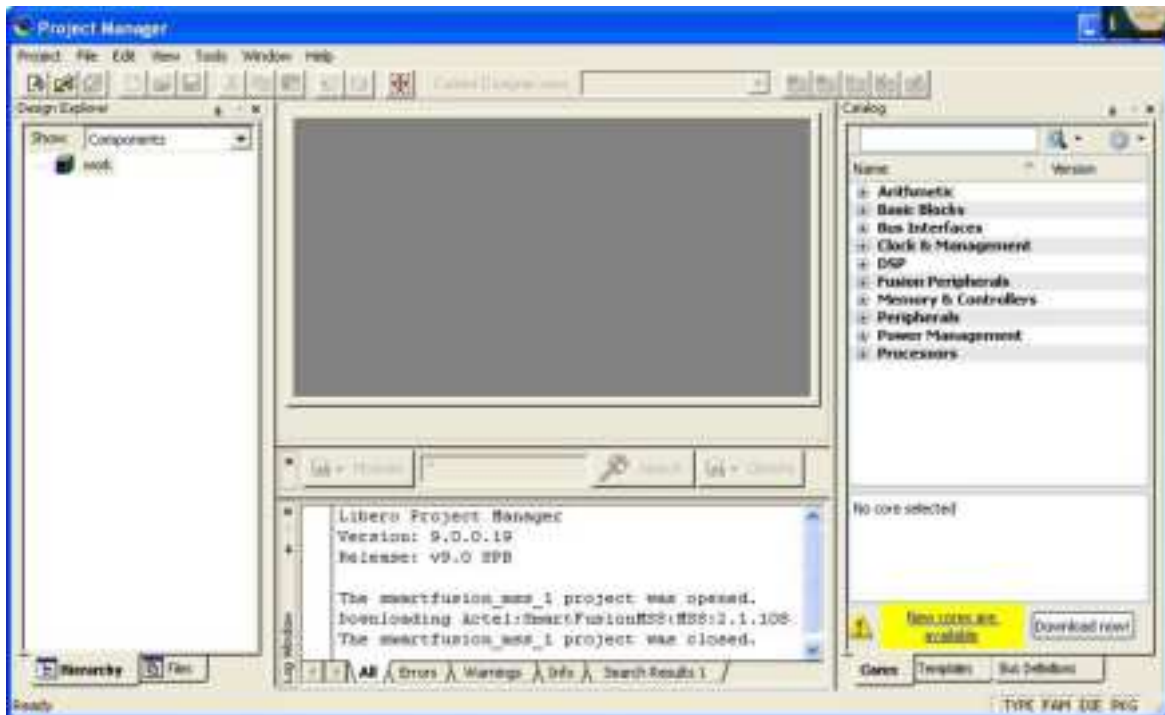 Project Manager
Project File Edit View Tools Window Help
Design Explorer
Show: Components
work
Hierarchy Files
Search
Libero Project Manager
Version: 9.0.0.19
Release: v9.0 SPB
The smartfusion_mss_1 project was opened.
Downloading Actel:SmartFusionMSS:MSS:2.1.108
The smartfusion_mss_1 project was closed.
Log Window
All Errors Warnings Info Search Results 1
Catalog
Name Version
Arithmetic
Basic Blocks
Bus Interfaces
Clock & Management
DSP
Fusion Peripherals
Memory & Controllers
Peripherals
Power Management
Processors
No core selected
New cores are
available
Download now!
Cores Templates Bus Definitions
Ready
TYPE FAM DIE PKG